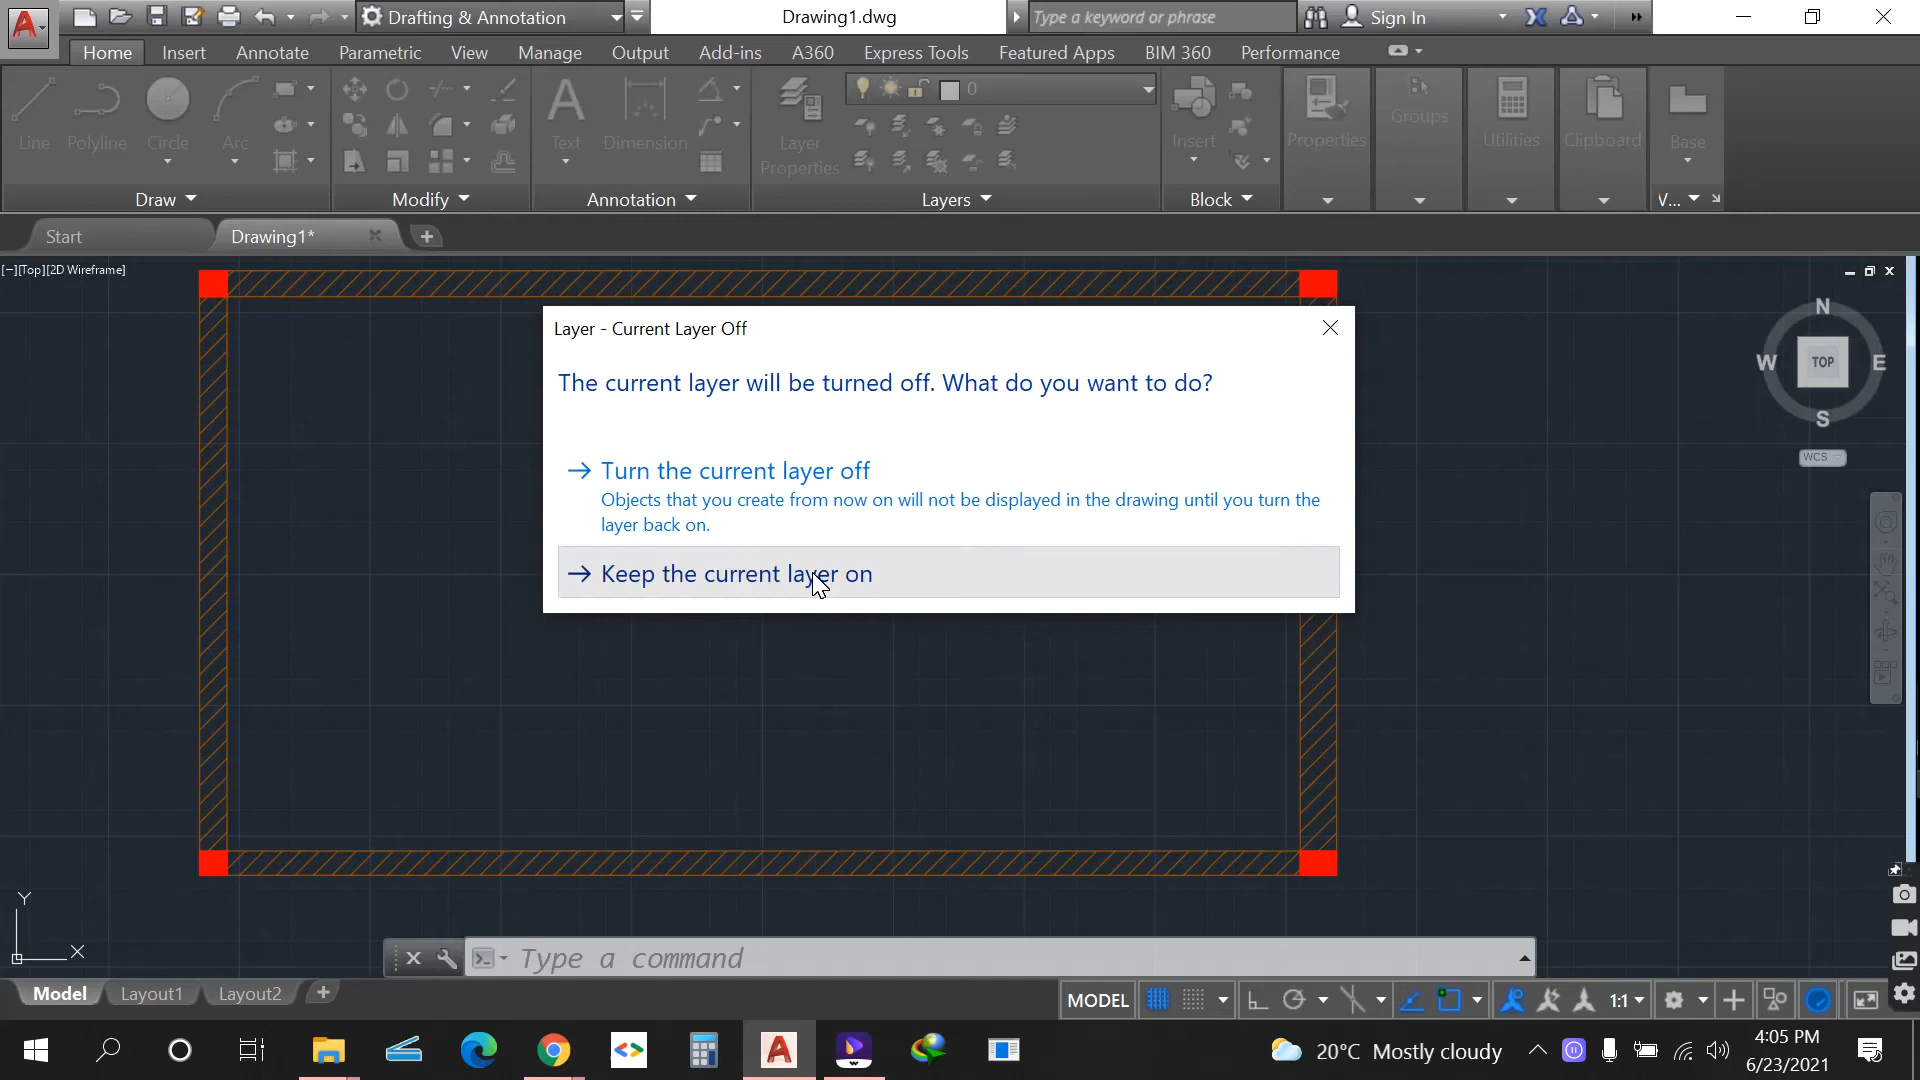 Drafting & Annotation
Drawing1.dwg
Type a keyword or phrase
Sign In
Home
Insert
Annotate
Parametric
View
Manage
Output
Add-ins
A360
Express Tools
Featured Apps
BIM 360
Performance
Line
Polyline
Circle
Arc
Text
Dimension
Layer
Properties
0
Insert
Properties
Groups
Utilities
Clipboard
Base
Draw
Modify
Annotation
Layers
Block
V...
Start
Drawing1*
[−][Top][2D Wireframe]
Layer - Current Layer Off
The current layer will be turned off. What do you want to do?
Turn the current layer off
Objects that you create from now on will not be displayed in the drawing until you turn the
layer back on.
Keep the current layer on
N
W
TOP
E
S
WCS
Y
X
Type a command
Model
Layout1
Layout2
MODEL
1:1
20°C Mostly cloudy
4:05 PM
6/23/2021